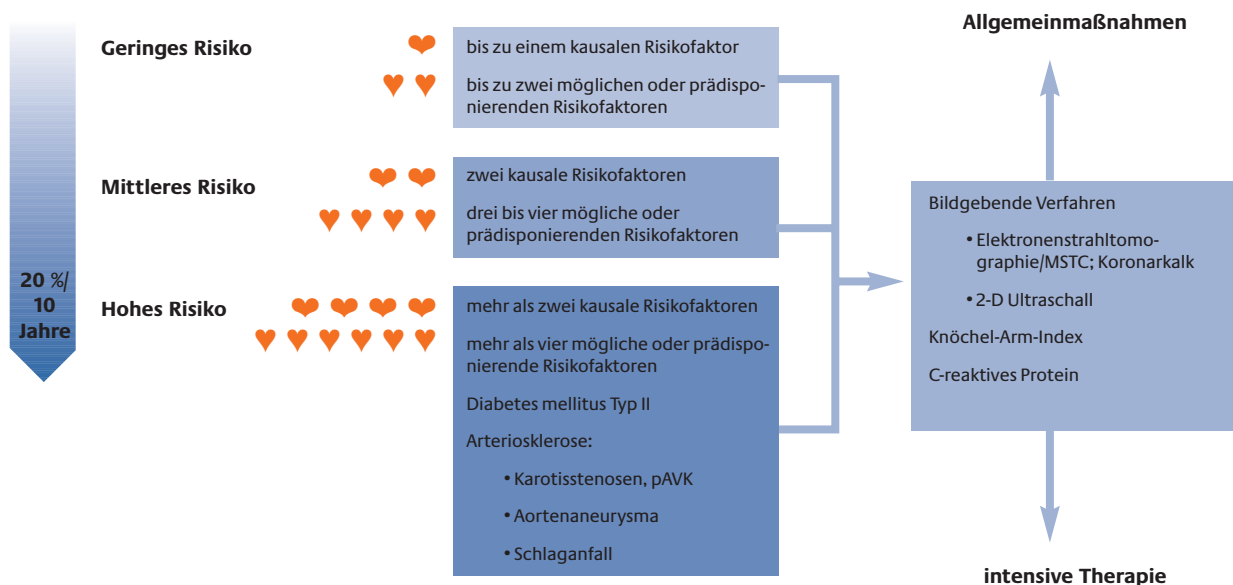 Geringes Risiko
bis zu einem kausalen Risikofaktor
bis zu zwei möglichen oder prädispo-
nierenden Risikofaktoren
Mittleres Risiko
zwei kausale Risikofaktoren
drei bis vier mögliche oder
prädisponierenden Risikofaktoren
20 %/
10
Jahre
Hohes Risiko
mehr als zwei kausale Risikofaktoren
mehr als vier mögliche oder prädispo-
nierende Risikofaktoren
Diabetes mellitus Typ II
Arteriosklerose:
• Karotisstenosen, pAVK
• Aortenaneurysma
• Schlaganfall
Allgemeinmaßnahmen
Bildgebende Verfahren
• Elektronenstrahltomo-
graphie/MSTC; Koronarkalk
• 2-D Ultraschall
Knöchel-Arm-Index
C-reaktives Protein
intensive Therapie